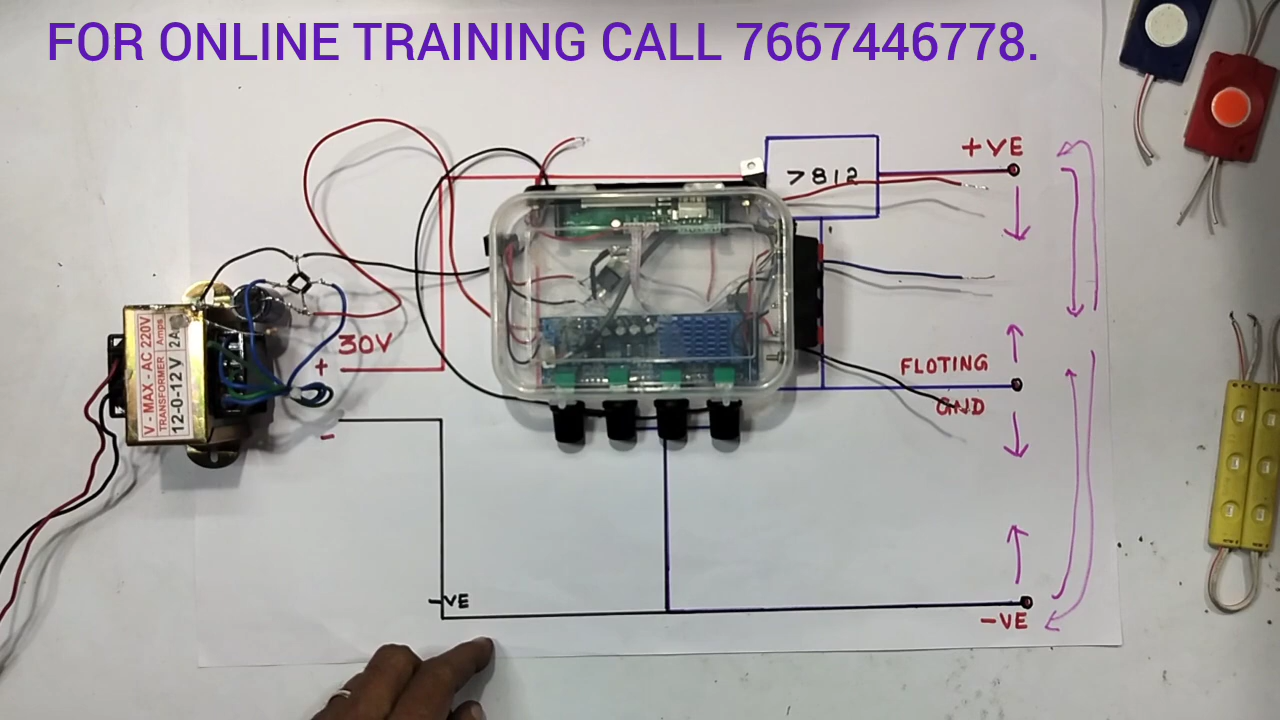 FOR ONLINE TRAINING CALL 7667446778.
+VE
7812
30V
+
-
FLOTING
GND
V - MAX - AC 220V
TRANSFORMER Amps
12-0-12 V 2A
-VE
-VE